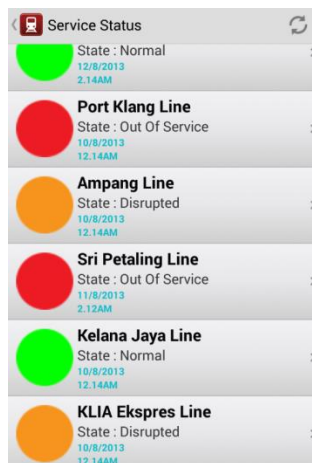 Service Status
State : Normal
12/8/2013
2.14AM
Port Klang Line
State : Out Of Service
10/8/2013
12.14AM
Ampang Line
State : Disrupted
10/8/2013
12.14AM
Sri Petaling Line
State : Out Of Service
11/8/2013
2.12AM
Kelana Jaya Line
State : Normal
10/8/2013
12.14AM
KLIA Ekspres Line
State : Disrupted
10/8/2013
12.14AM